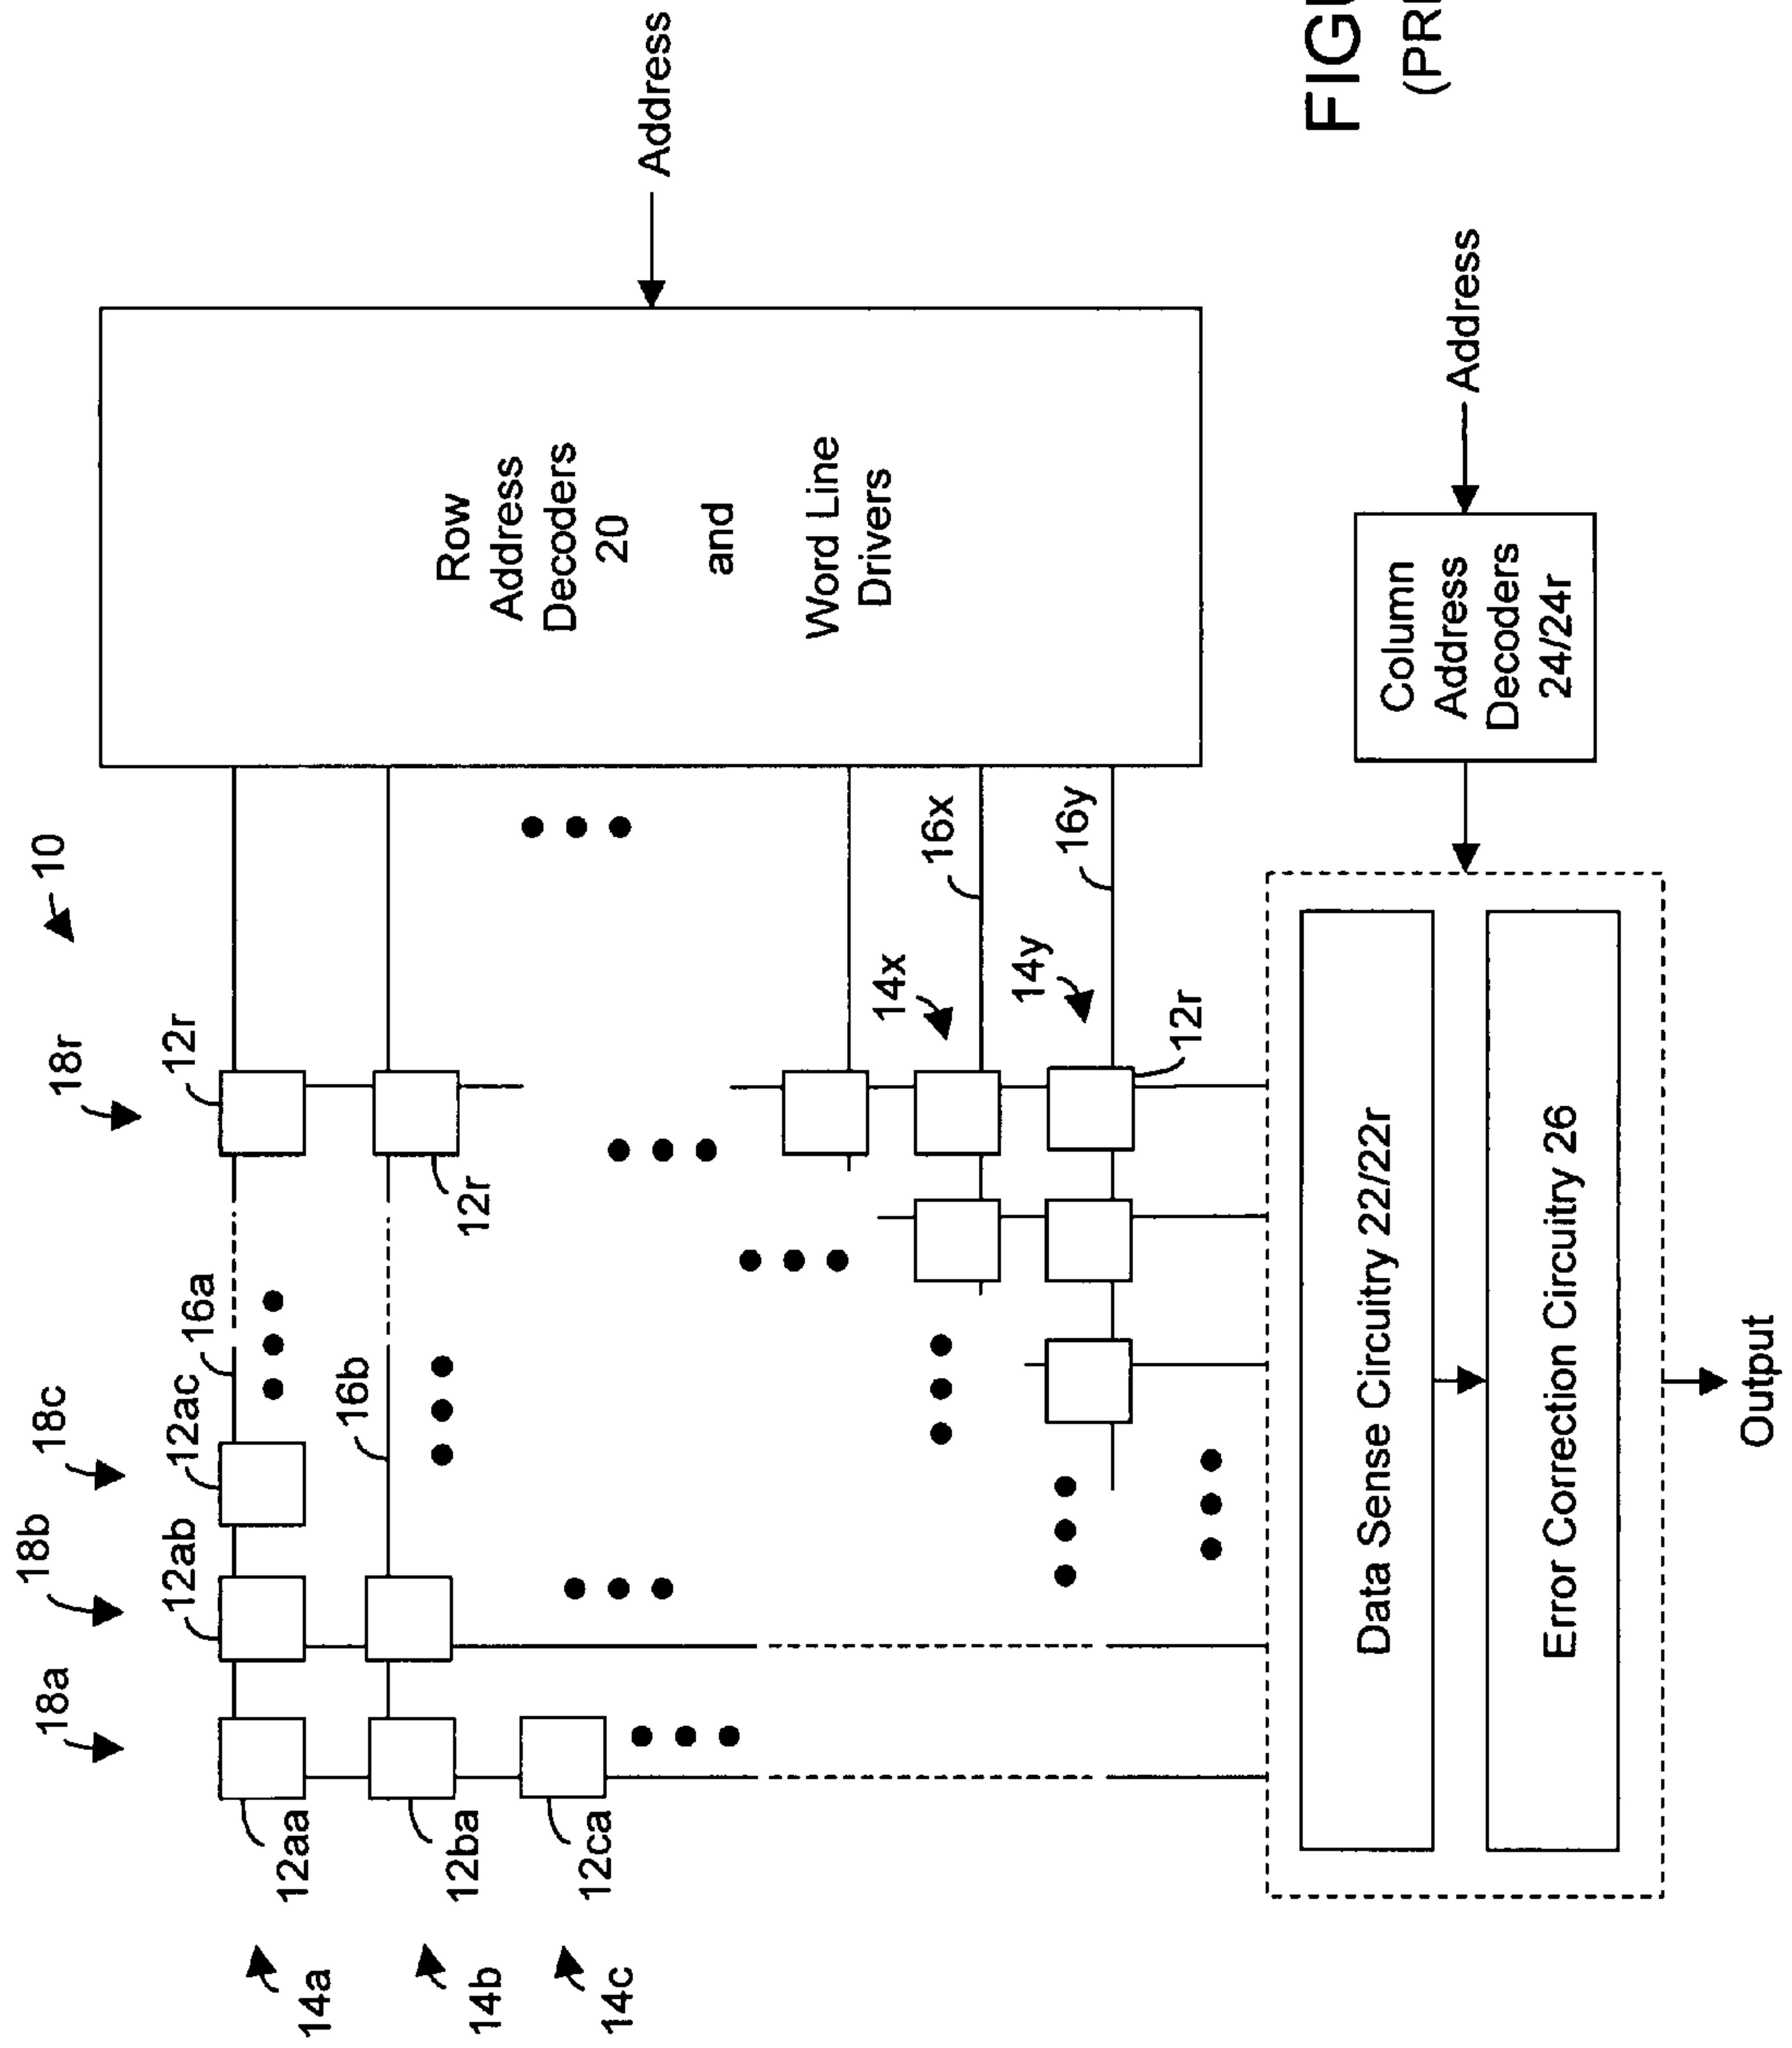 10
18a
18b
18c
18r
12aa
12ab
12ac
16a
12r
14a
12ba
16b
12r
14b
12ca
14c
Row
Address
Decoders
20
and
Word Line
Drivers
Address
14x
16x
14y
16y
12r
Data Sense Circuitry 22/22r
Error Correction Circuitry 26
Column
Address
Decoders
24/24r
Address
Output
FIGU
(PRI